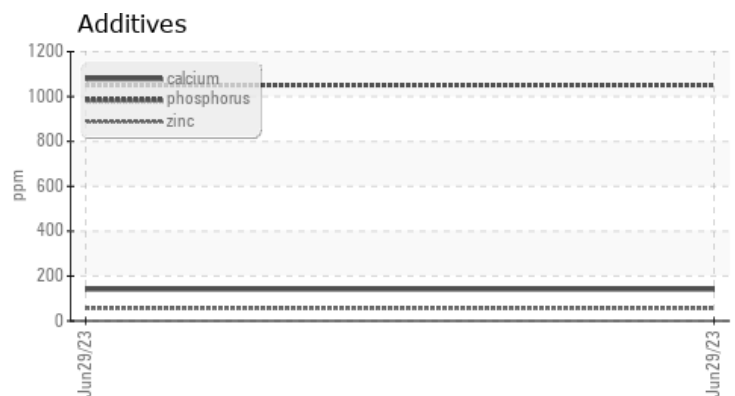 Additives
1200
1000
800
600
400
200
0
ppm
calcium
phosphorus
zinc
Jun29/23
Jun29/23